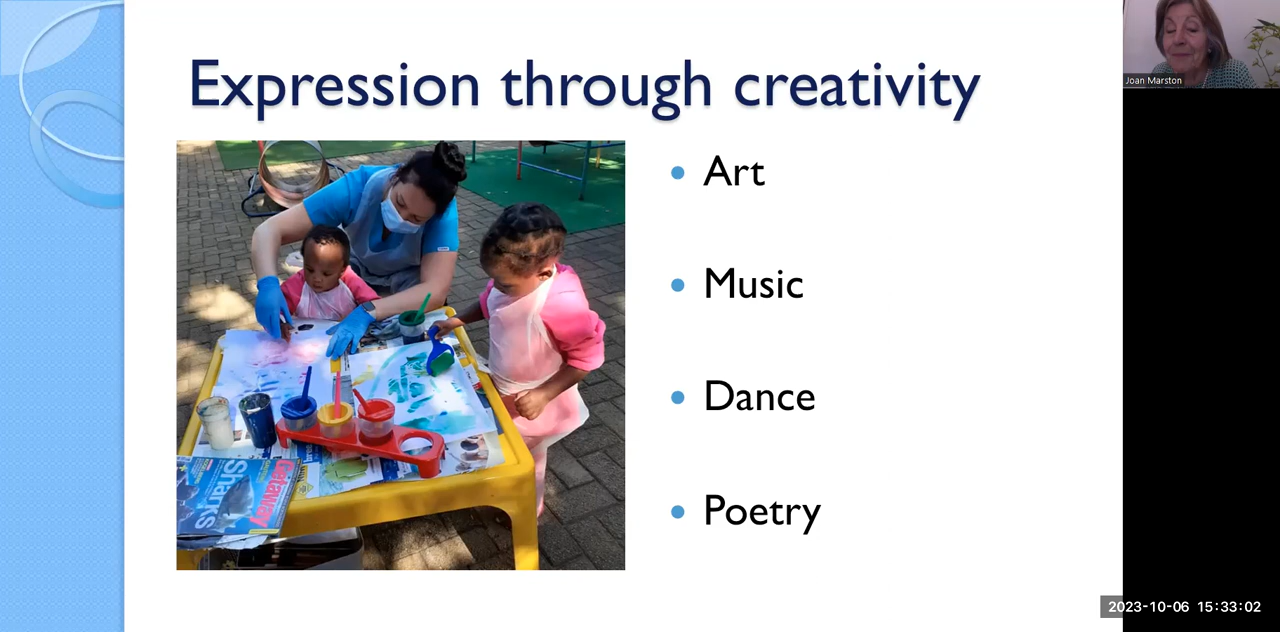 Expression through creativity
Joan Marston
Art
Music
Dance
Poetry
Getaway
Sharks
2023-10-06 15:33:02